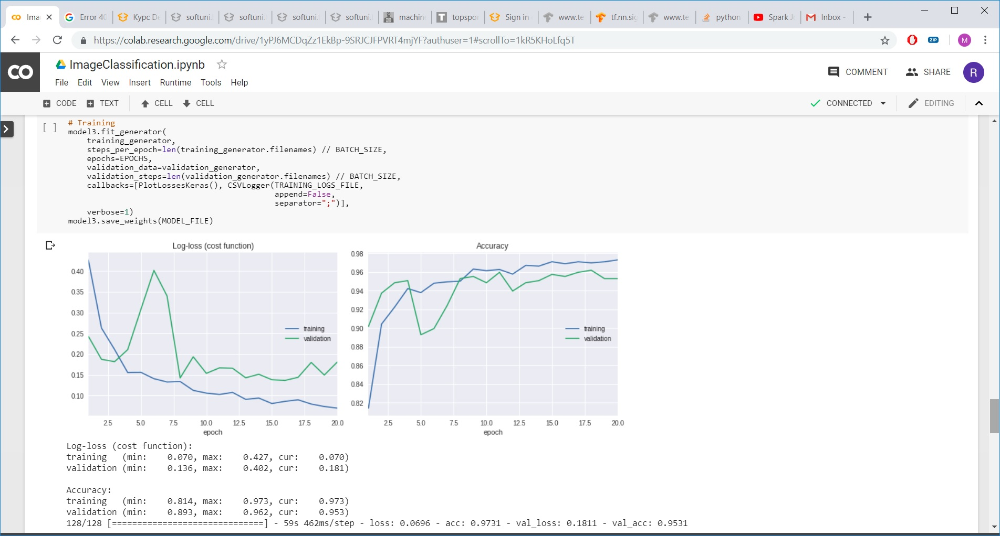 Ima
Error 40
Курс De
softuni.
softuni.
softuni.
softuni.
machin
topspor
Sign in
www.te
tf.nn.sig
www.te
python
Spark Jo
Inbox -
https://colab.research.google.com/drive/1yPJ6MCDqZz1EkBp-9SRJCJFPVRT4mjYF?authuser=1#scrollTo=1kR5KHoLfq5T
ZIP
M
CO
ImageClassification.ipynb
COMMENT
SHARE
R
File Edit View Insert Runtime Tools Help
CODE TEXT CELL CELL
CONNECTED
EDITING
[ ]
# Training
model3.fit_generator(
training_generator,
steps_per_epoch=len(training_generator.filenames) // BATCH_SIZE,
epochs=EPOCHS,
validation_data=validation_generator,
validation_steps=len(validation_generator.filenames) // BATCH_SIZE,
callbacks=[PlotLossesKeras(), CSVLogger(TRAINING_LOGS_FILE,
append=False,
separator=";")],
verbose=1)
model3.save_weights(MODEL_FILE)
Log-loss (cost function)
0.40
0.35
0.30
0.25
0.20
0.15
0.10
training
validation
2.5 5.0 7.5 10.0 12.5 15.0 17.5 20.0
epoch
Accuracy
0.98
0.96
0.94
0.92
0.90
0.88
0.86
0.84
0.82
training
validation
2.5 5.0 7.5 10.0 12.5 15.0 17.5 20.0
epoch
Log-loss (cost function):
training (min: 0.070, max: 0.427, cur: 0.070)
validation (min: 0.136, max: 0.402, cur: 0.181)
Accuracy:
training (min: 0.814, max: 0.973, cur: 0.973)
validation (min: 0.893, max: 0.962, cur: 0.953)
128/128 [==============================] - 59s 462ms/step - loss: 0.0696 - acc: 0.9731 - val_loss: 0.1811 - val_acc: 0.9531